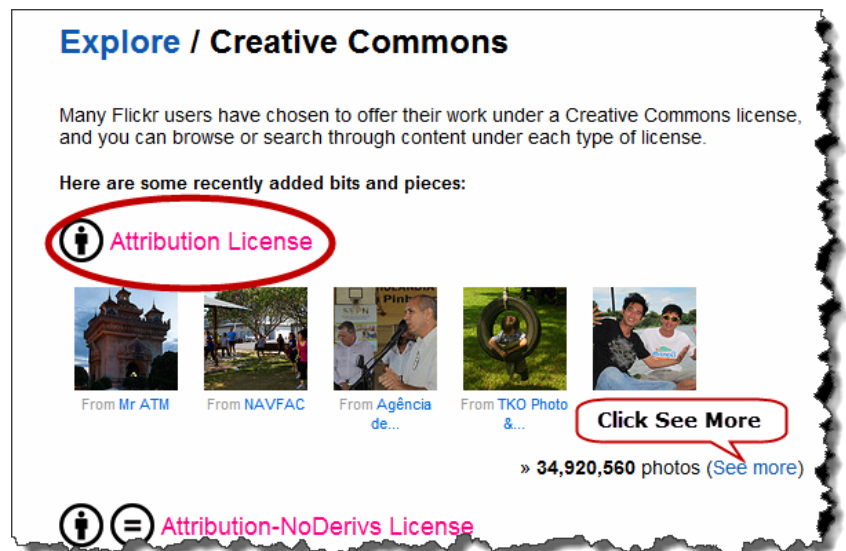 Explore / Creative Commons
Many Flickr users have chosen to offer their work under a Creative Commons license,
and you can browse or search through content under each type of license.
Here are some recently added bits and pieces:
Attribution License
From Mr ATM
From NAVFAC
From Agência
de...
From TKO Photo
&...
Click See More
» 34,920,560 photos (See more)
Attribution-NoDerivs License